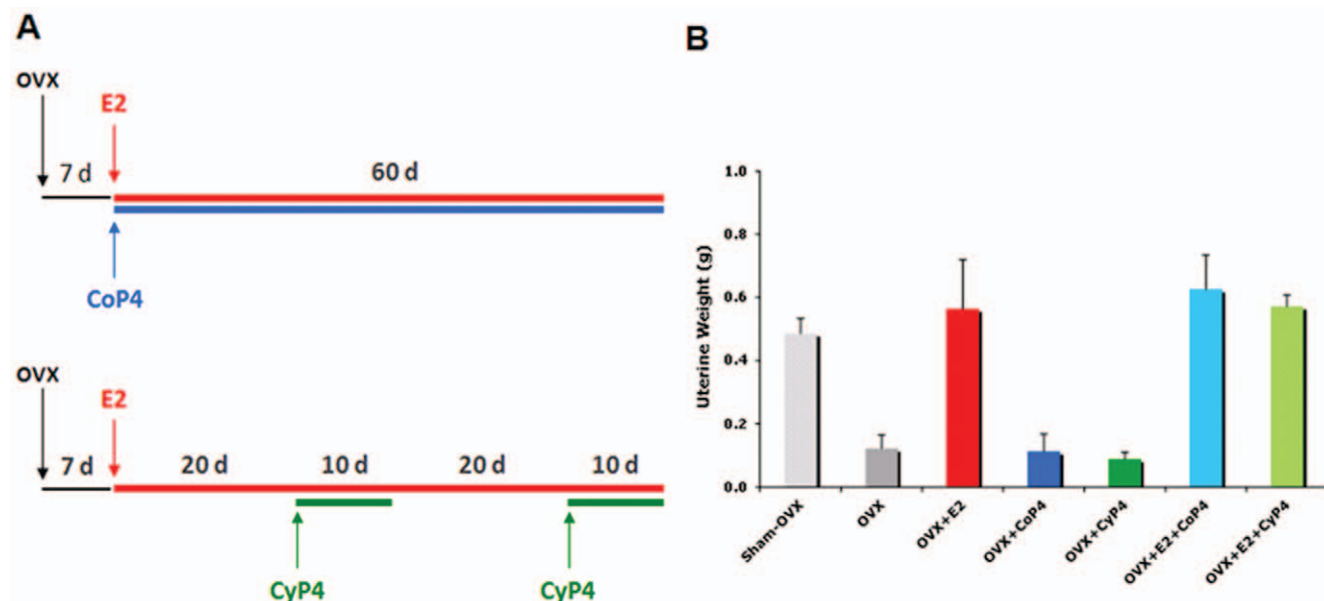 A
OVX
E2
7 d
60 d
CoP4
OVX
E2
7 d
20 d
10 d
20 d
10 d
CyP4
CyP4
B
Uterine Weight (g)
1.0
0.8
0.6
0.4
0.2
0.0
Sham-OVX
OVX
OVX+E2
OVX+CoP4
OVX+CyP4
OVX+E2+CoP4
OVX+E2+CyP4